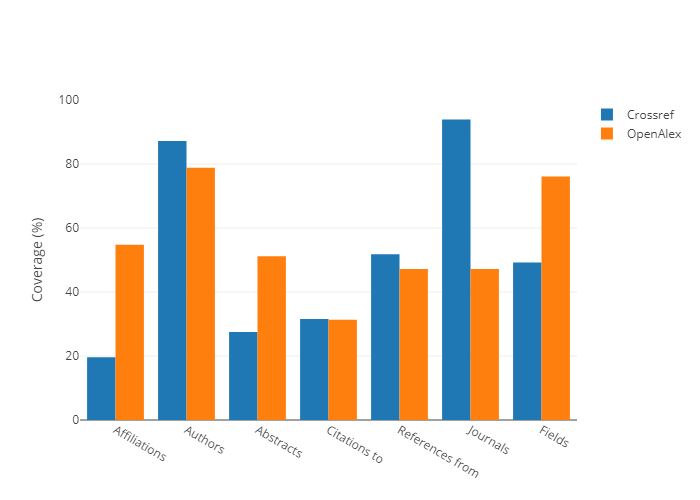 100
80
60
40
20
0
Coverage (%)
Affiliations
Authors
Abstracts
Citations to
References from
Journals
Fields
Crossref
OpenAlex